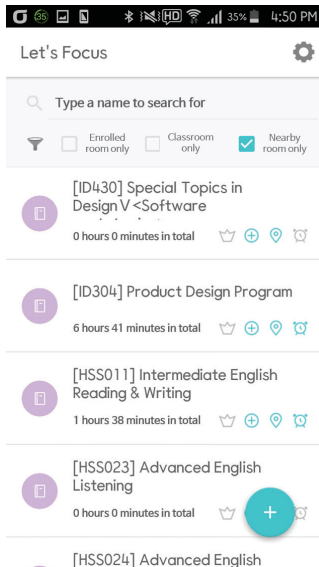 35 HD 35% 4:50 PM
Let's Focus
Type a name to search for
Enrolled room only
Classroom only
Nearby room only
[ID430] Special Topics in
Design V <Software
0 hours 0 minutes in total
[ID304] Product Design Program
6 hours 41 minutes in total
[HSS011] Intermediate English
Reading & Writing
1 hours 38 minutes in total
[HSS023] Advanced English
Listening
0 hours 0 minutes in total
+
[HSS024] Advanced English